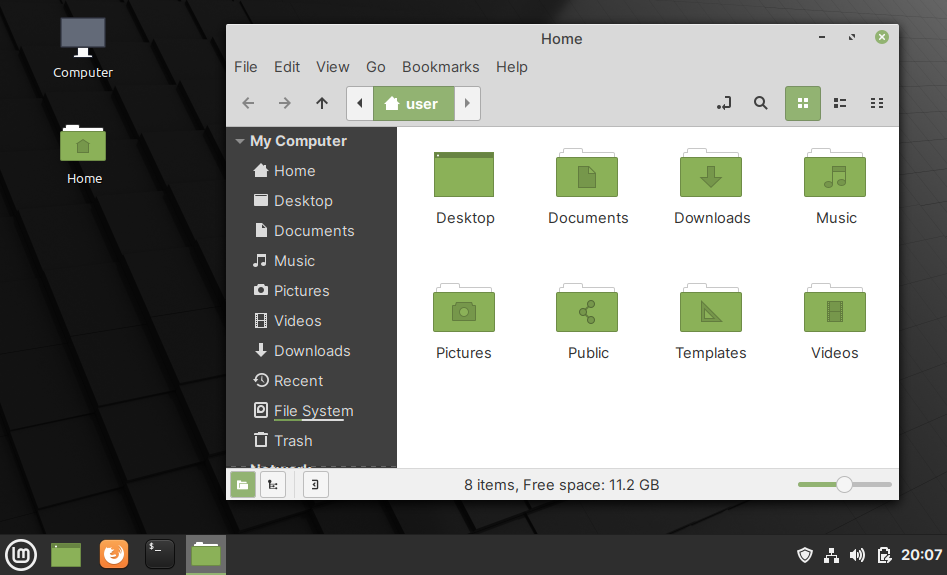 Computer
Home
Home
File Edit View Go Bookmarks Help
user
My Computer
Home
Desktop
Documents
Music
Pictures
Videos
Downloads
Recent
File System
Trash
Network
Desktop Documents Downloads Music
Pictures Public Templates Videos
8 items, Free space: 11.2 GB
$_
20:07